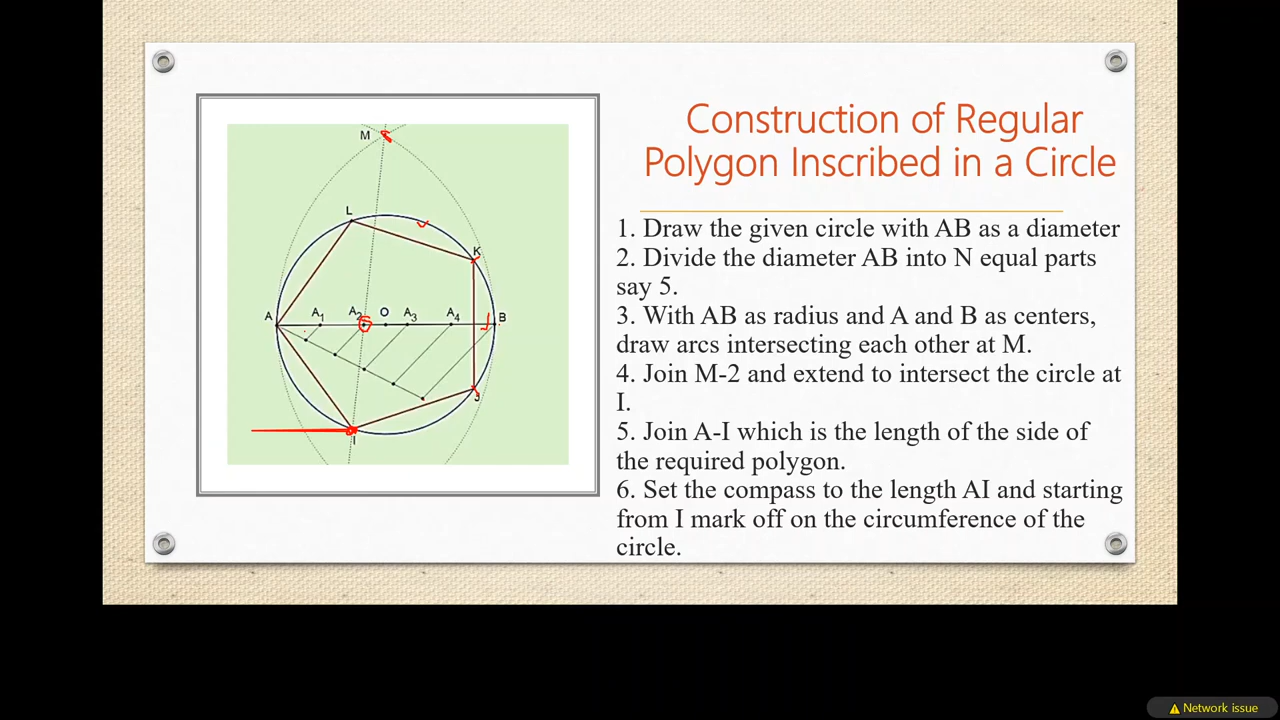 M
L
K
A
A1
A2
O
A3
A4
B
J
I
Construction of Regular
Polygon Inscribed in a Circle
1. Draw the given circle with AB as a diameter
2. Divide the diameter AB into N equal parts
say 5.
3. With AB as radius and A and B as centers,
draw arcs intersecting each other at M.
4. Join M-2 and extend to intersect the circle at
I.
5. Join A-I which is the length of the side of
the required polygon.
6. Set the compass to the length AI and starting
from I mark off on the circumference of the
circle.
Network issue